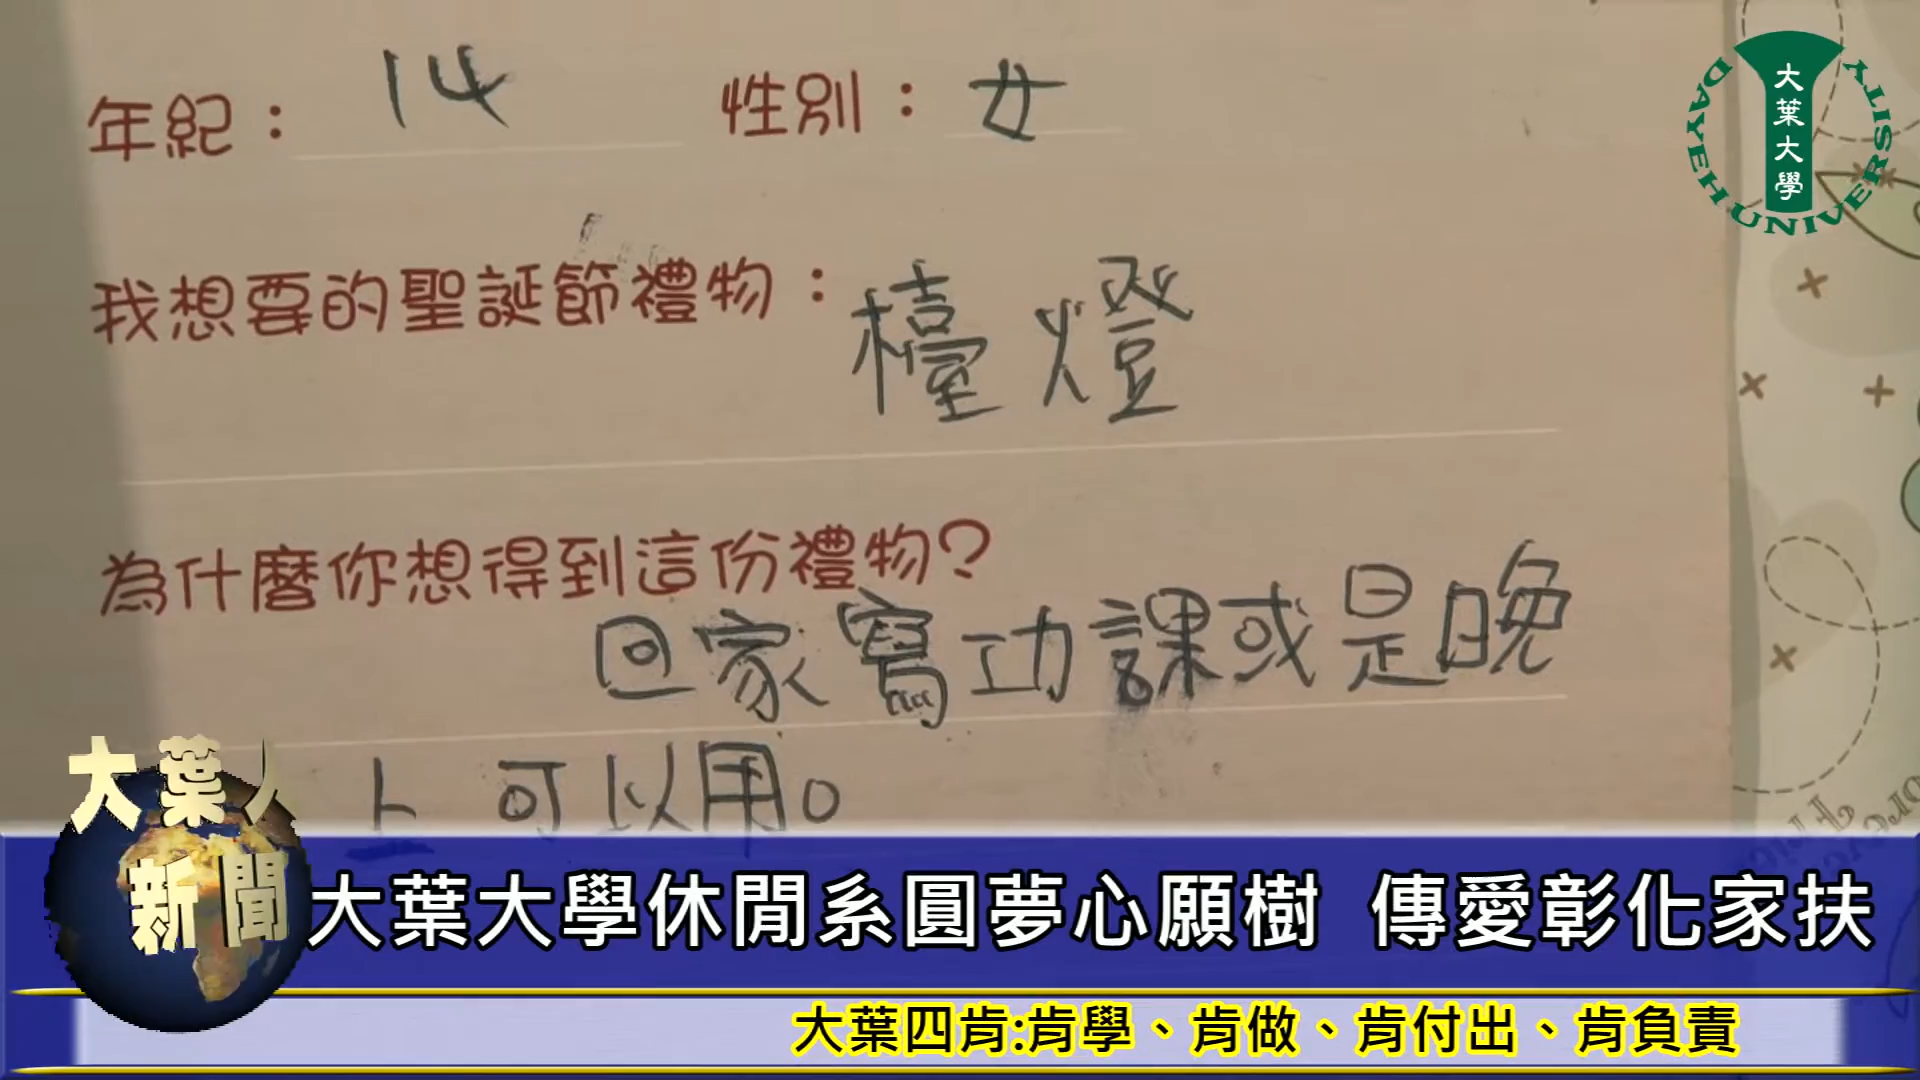 年紀：14 性別：女
我想要的聖誕節禮物：檯燈
為什麼你想得到這份禮物？
回家寫功課或是晚
上可以用。
大葉大學
DAYEH UNIVERSITY
大葉人
新聞
大葉大學休閒系圓夢心願樹 傳愛彰化家扶
大葉四肯:肯學、肯做、肯付出、肯負責